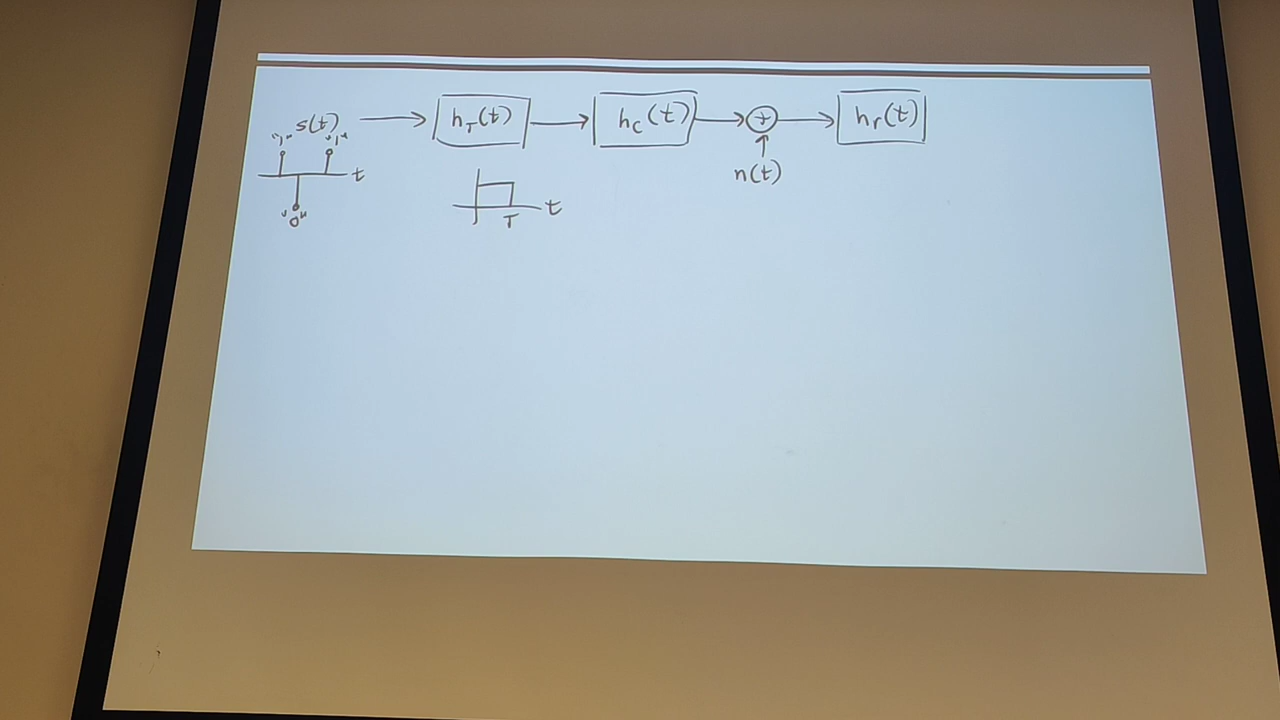 s(t) h_T(t) h_c(t) + h_r(t)
"1" "1"
t n(t)
"0" T t